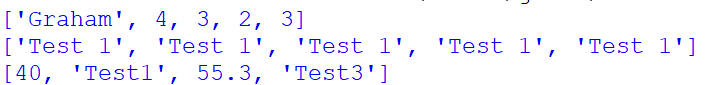 ['Graham', 4, 3, 2, 3]
['Test 1', 'Test 1', 'Test 1', 'Test 1', 'Test 1']
[40, 'Test1', 55.3, 'Test3']